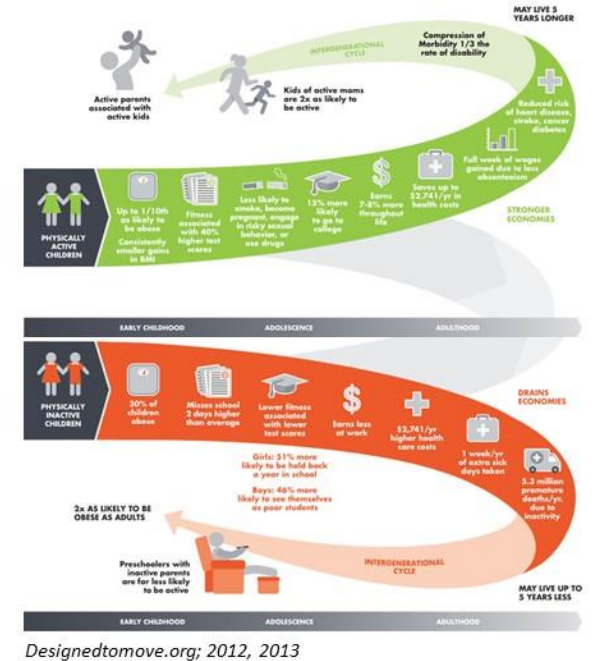 MAY LIVE 5
YEARS LONGER
Compression of
Morbidity 1/3 the
rate of disability
INTERGENERATIONAL
CYCLE
Active parents
associated with
active kids
Kids of active moms
are 2x as likely to
be active
Reduced risk
of heart disease,
stroke, cancer
diabetes
Full week of wages
gained due to less
absenteeism
STRONGER
ECONOMIES
PHYSICALLY
ACTIVE
CHILDREN
Up to 1/10th
as likely to
be obese
Consistently
smaller gains
in BMI
Fitness
associated
with 40%
higher test
scores
Less likely to
smoke, become
pregnant, engage
in risky sexual
behavior, or
use drugs
15% more
likely
to go to
college
Earns
7-8% more
throughout
life
Saves up to
$2,741/yr in
health costs
EARLY CHILDHOOD
ADOLESCENCE
ADULTHOOD
PHYSICALLY
INACTIVE
CHILDREN
30% of
children
obese
Misses school
2 days higher
than average
Lower fitness
associated
with lower
test scores
Girls: 51% more
likely to be held back
a year in school
Boys: 46% more
likely to see themselves
as poor students
Earns less
at work
$2,741/yr
higher health
care costs
1 week/yr
of extra sick
days taken
5.3 million
premature
deaths/yr.
due to
inactivity
DRAINS
ECONOMIES
2X AS LIKELY TO BE
OBESE AS ADULTS
Preschoolers with
inactive parents
are far less likely
to be active
INTERGENERATIONAL
CYCLE
MAY LIVE UP TO
5 YEARS LESS
EARLY CHILDHOOD
ADOLESCENCE
ADULTHOOD
Designedtomove.org; 2012, 2013